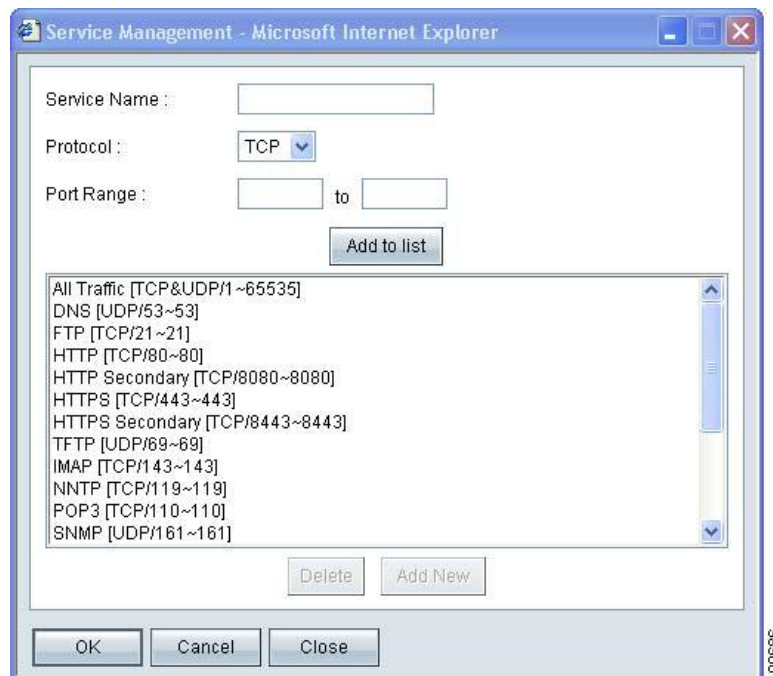 Service Management - Microsoft Internet Explorer
Service Name :
Protocol :
TCP
Port Range :
to
Add to list
All Traffic [TCP&UDP/1~65535]
DNS [UDP/53~53]
FTP [TCP/21~21]
HTTP [TCP/80~80]
HTTP Secondary [TCP/8080~8080]
HTTPS [TCP/443~443]
HTTPS Secondary [TCP/8443~8443]
TFTP [UDP/69~69]
IMAP [TCP/143~143]
NNTP [TCP/119~119]
POP3 [TCP/110~110]
SNMP [UDP/161~161]
Delete Add New
OK Cancel Close